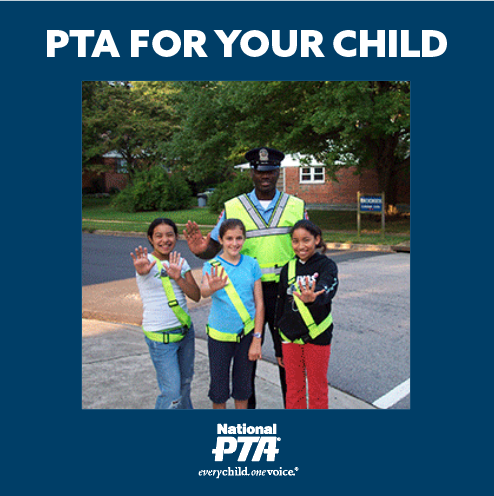 PTA FOR YOUR CHILD
National
PTA®
everychild. onevoice.®